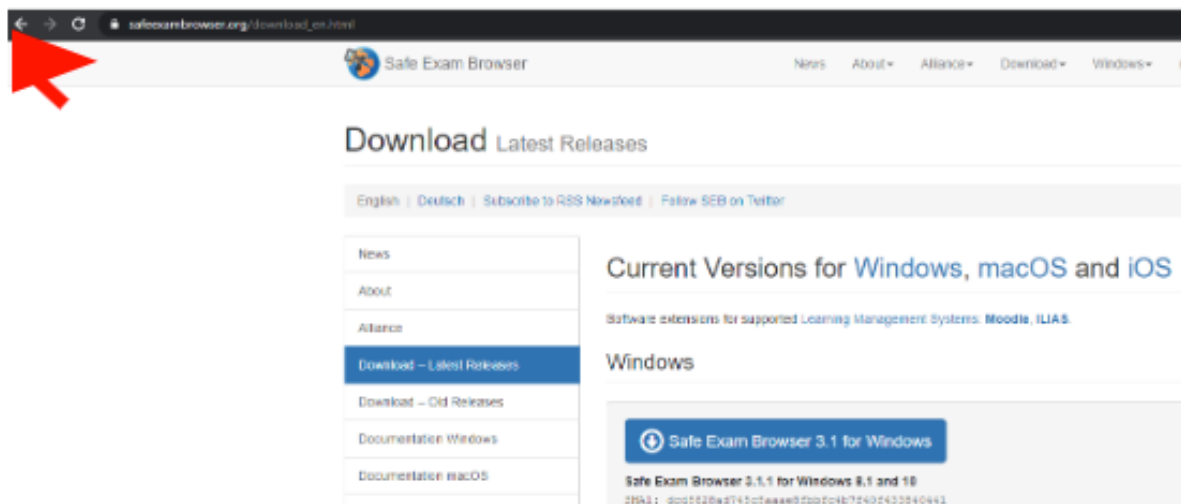 safeexambrowser.org/download_en.html
Safe Exam Browser
News About Alliance Download Windows
Download Latest Releases
English | Deutsch | Subscribe to RSS Newsfeed | Follow SEB on Twitter
News
About
Alliance
Download – Latest Releases
Download – Old Releases
Documentation Windows
Documentation macOS
Current Versions for Windows, macOS and iOS
Software extensions for supported Learning Management Systems: Moodle, ILIAS.
Windows
Safe Exam Browser 3.1 for Windows
Safe Exam Browser 3.1.1 for Windows 8.1 and 10
SHA1: